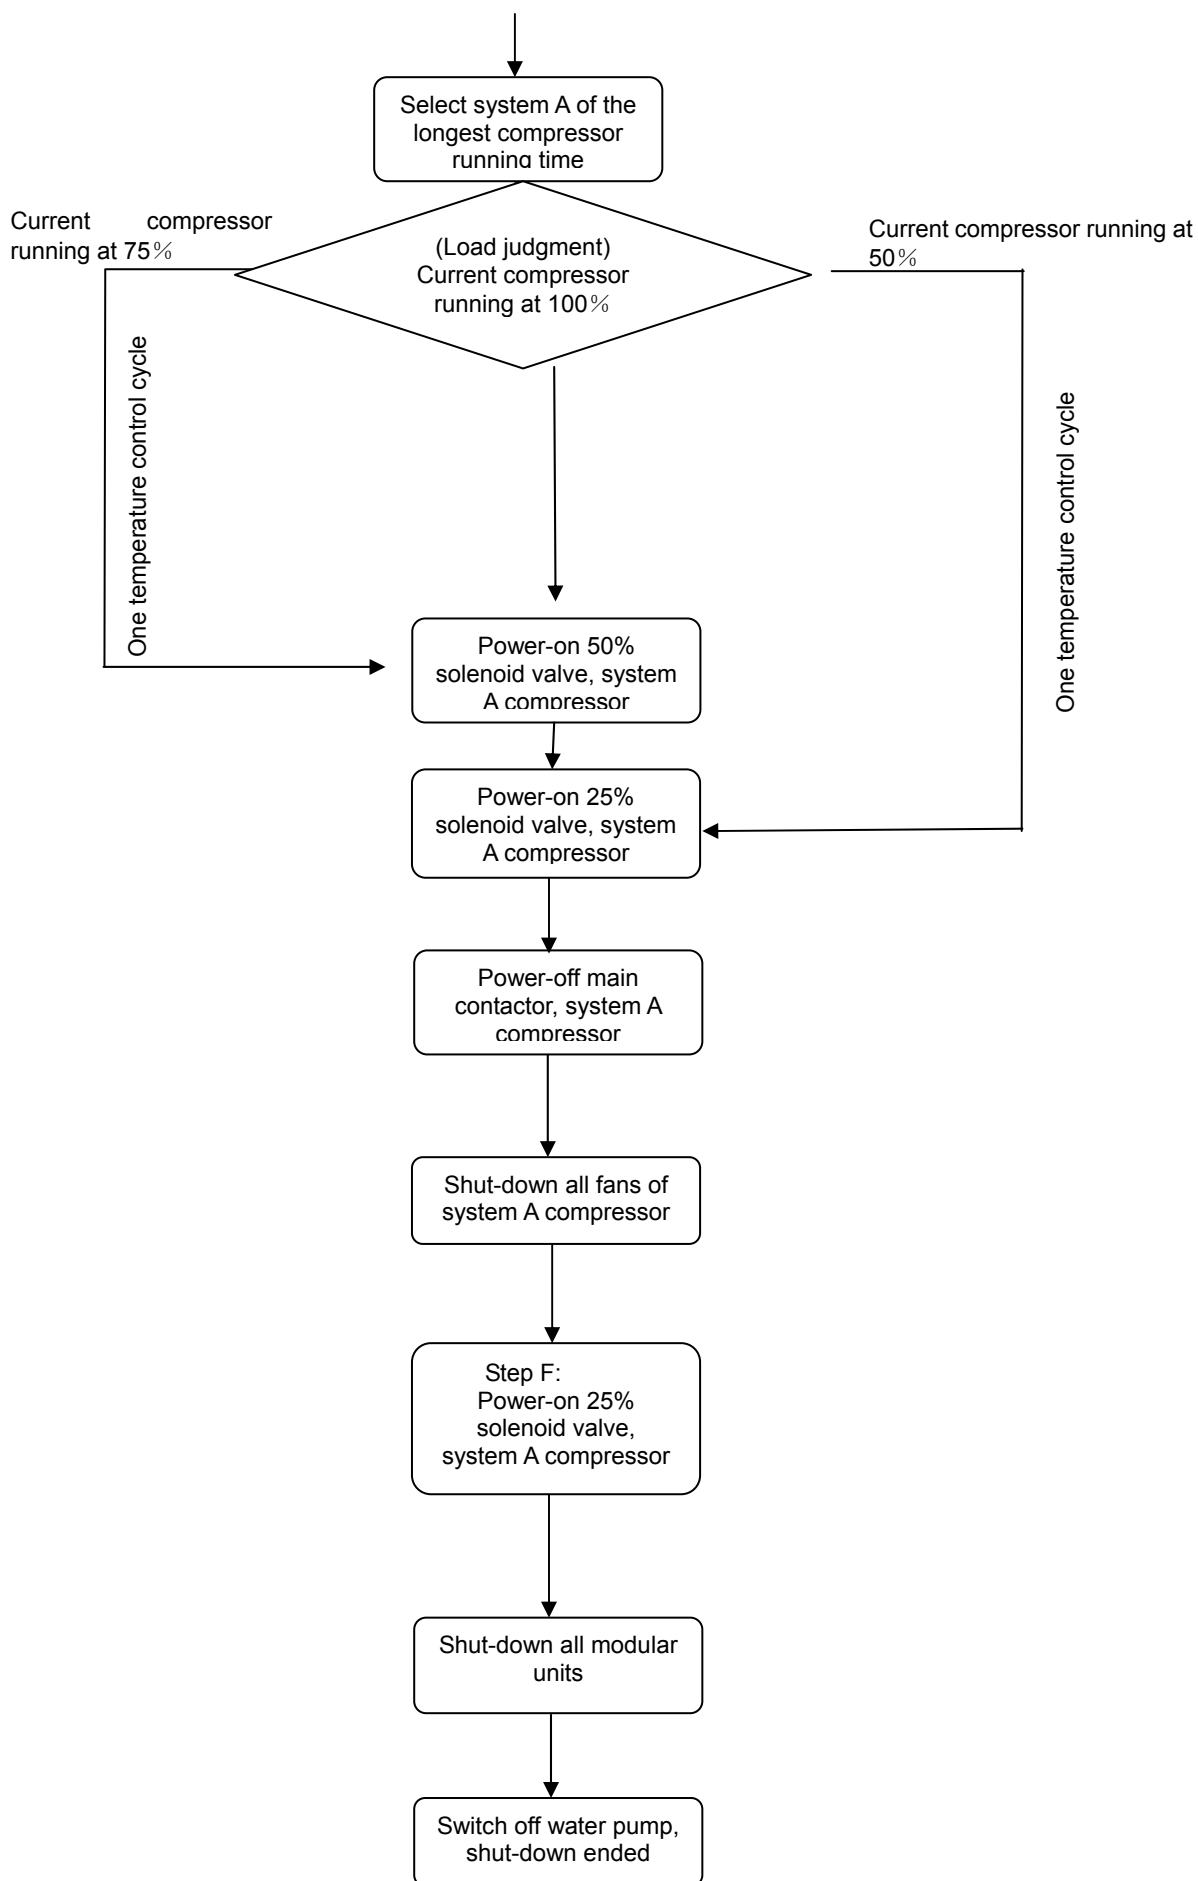 Select system A of the
longest compressor
running time
Current compressor
running at 75%
(Load judgment)
Current compressor
running at 100%
Current compressor running at
50%
One temperature control cycle
One temperature control cycle
Power-on 50%
solenoid valve, system
A compressor
Power-on 25%
solenoid valve, system
A compressor
Power-off main
contactor, system A
compressor
Shut-down all fans of
system A compressor
Step F:
Power-on 25%
solenoid valve,
system A compressor
Shut-down all modular
units
Switch off water pump,
shut-down ended